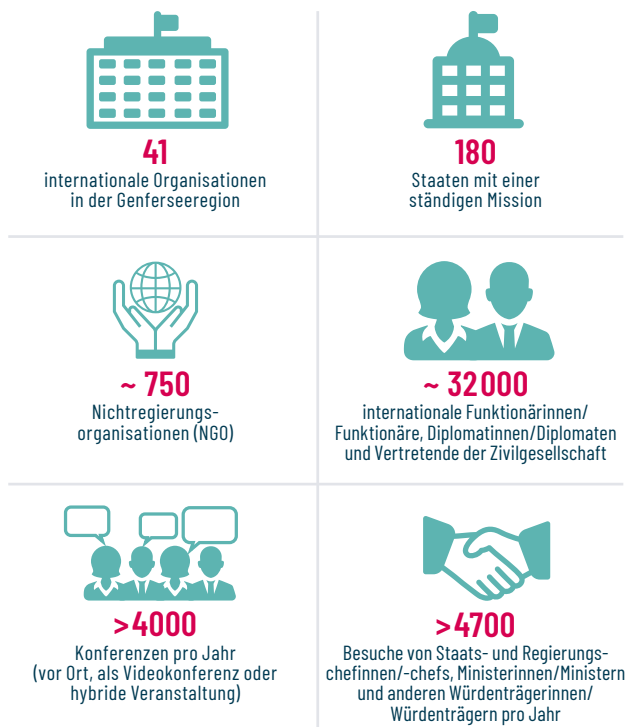 41
internationale Organisationen
in der Genferseeregion
180
Staaten mit einer
ständigen Mission
~ 750
Nichtregierungs-
organisationen (NGO)
~ 32 000
internationale Funktionärinnen/
Funktionäre, Diplomatinnen/Diplomaten
und Vertretende der Zivilgesellschaft
>4000
Konferenzen pro Jahr
(vor Ort, als Videokonferenz oder
hybride Veranstaltung)
>4700
Besuche von Staats- und Regierungs-
chefinnen/-chefs, Ministerinnen/Ministern
und anderen Würdenträgerinnen/
Würdenträgern pro Jahr